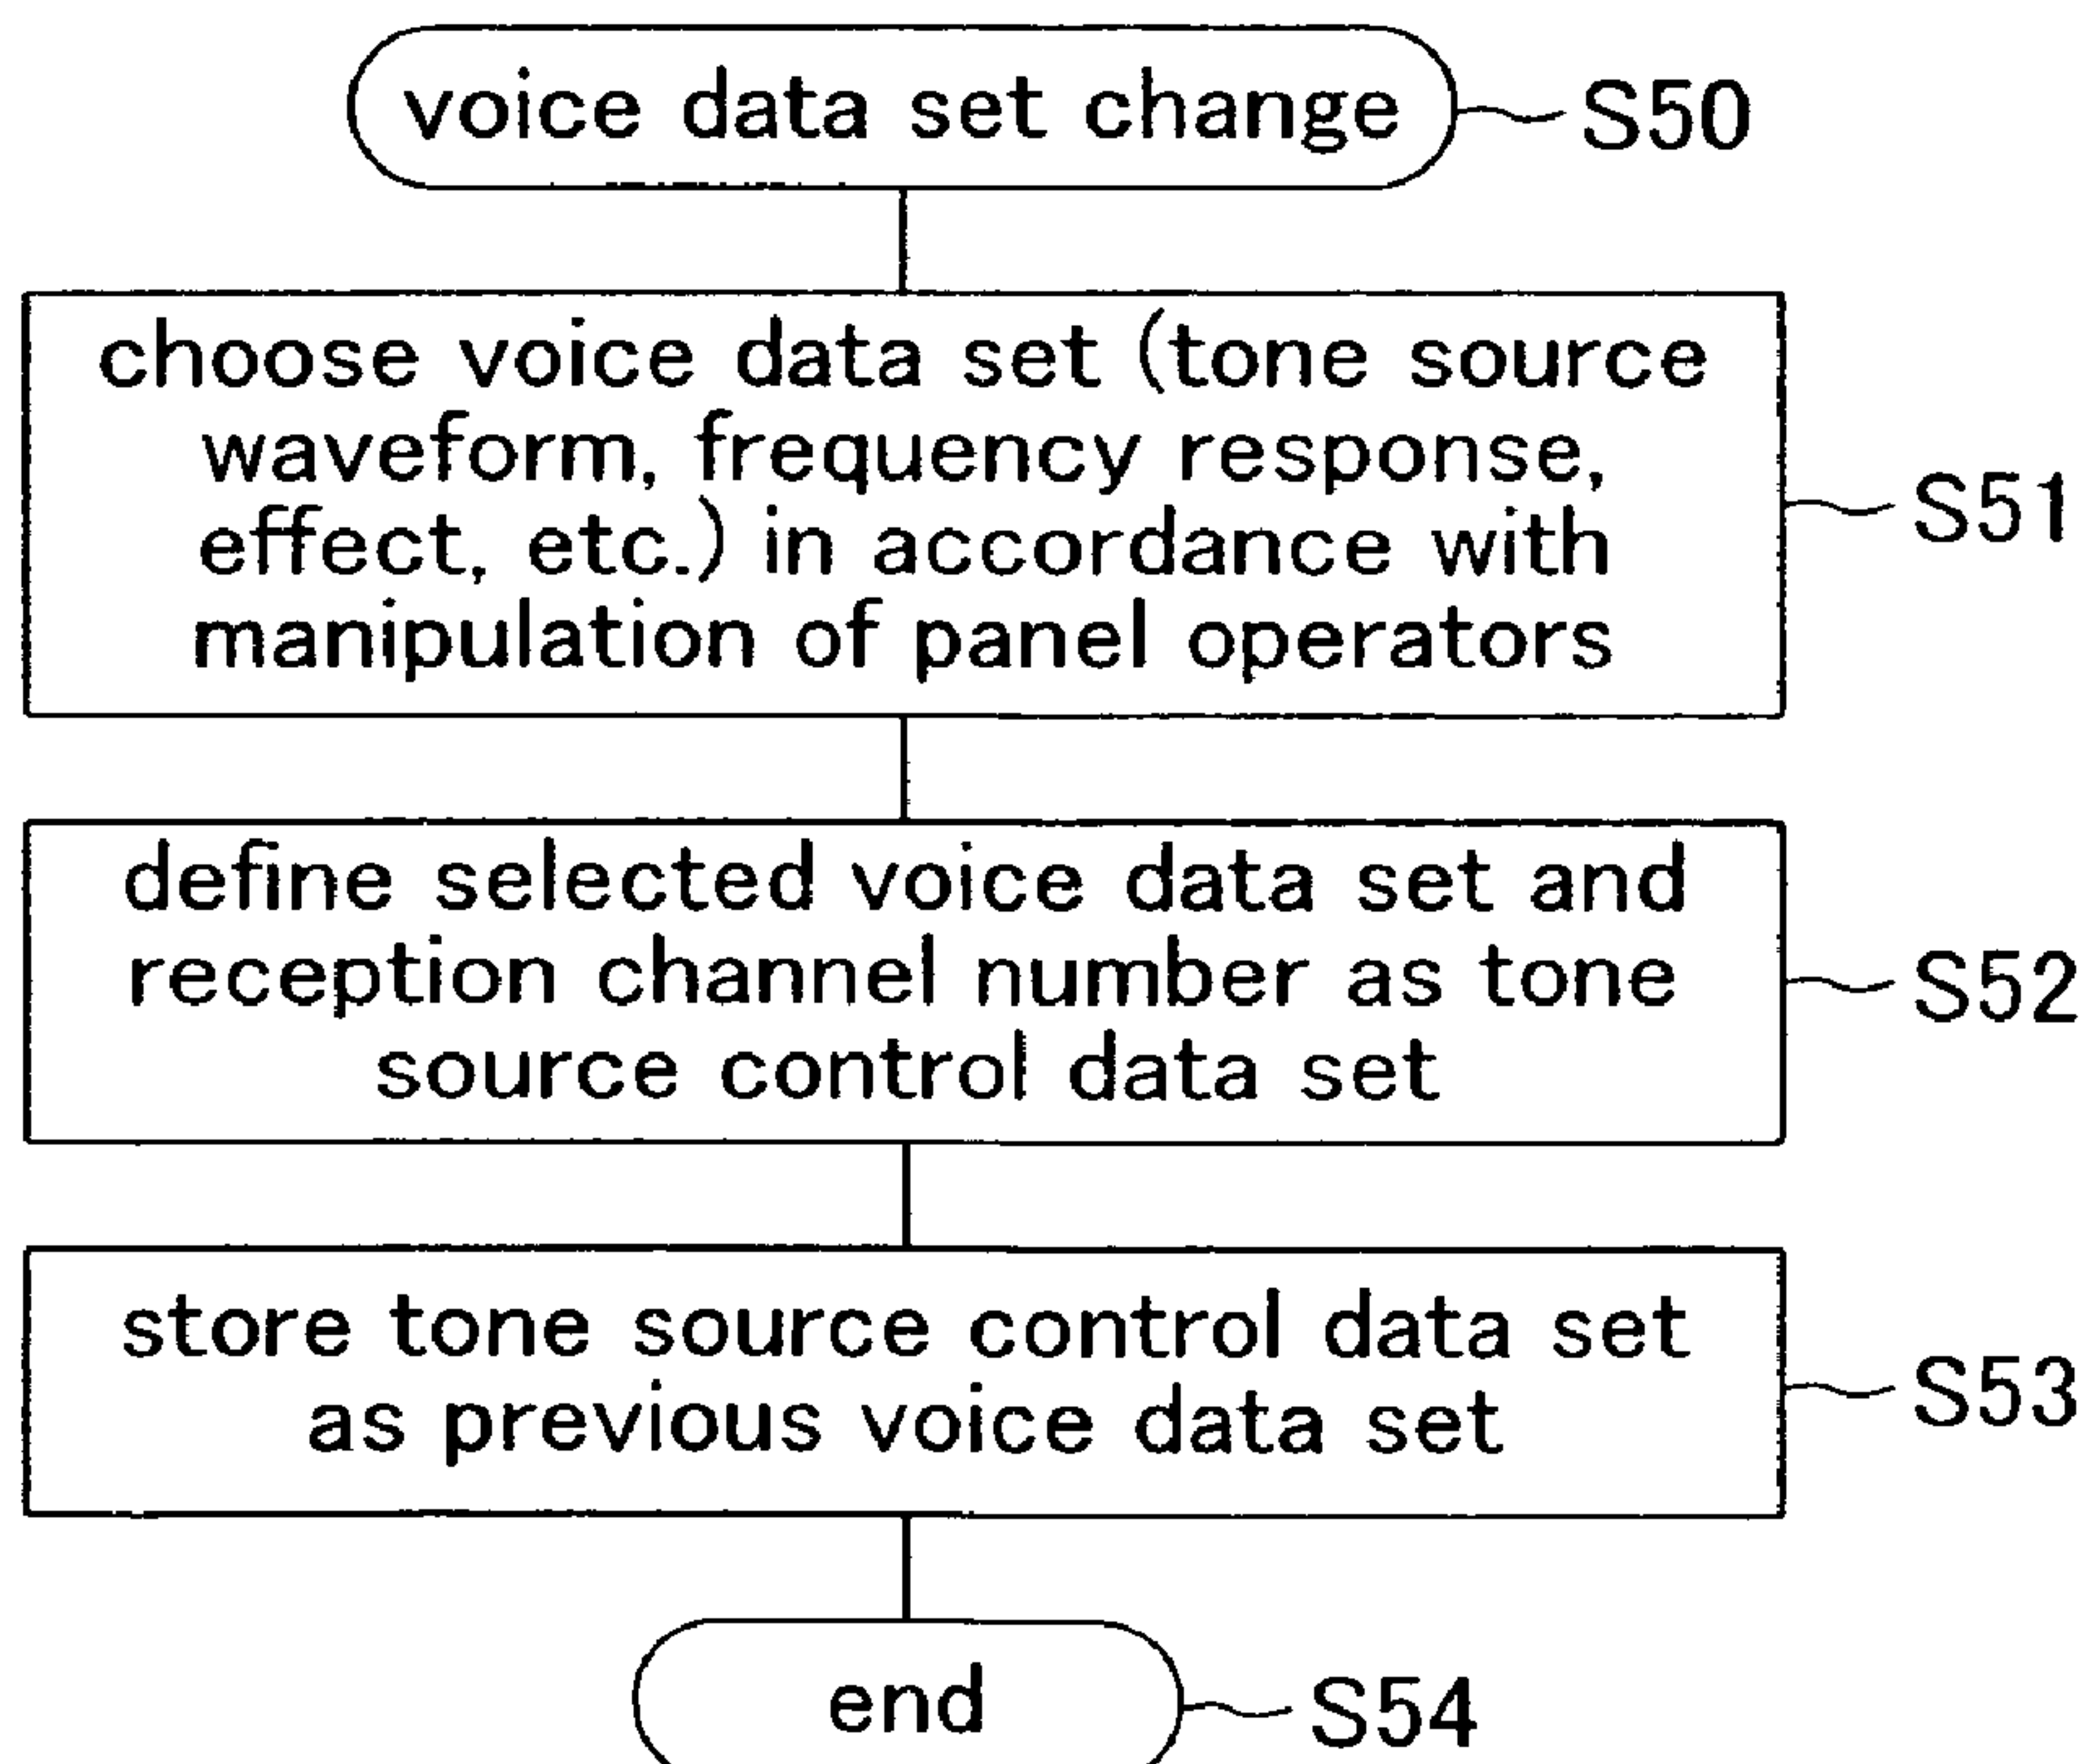 voice data set change
S50
choose voice data set (tone source
waveform, frequency response,
effect, etc.) in accordance with
manipulation of panel operators
S51
define selected voice data set and
reception channel number as tone
source control data set
S52
store tone source control data set
as previous voice data set
S53
end
S54